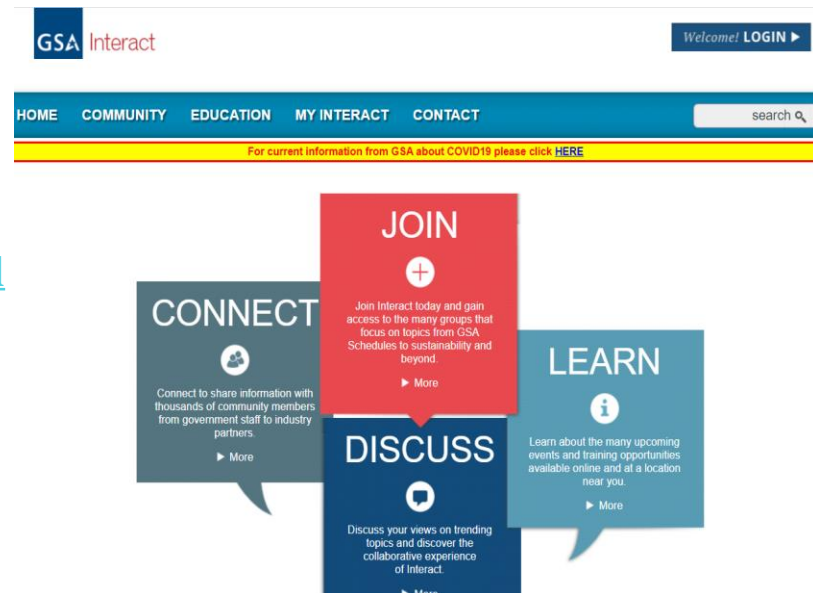 GSA Interact
Welcome! LOGIN ▶
HOME COMMUNITY EDUCATION MY INTERACT CONTACT
search
For current information from GSA about COVID19 please click HERE
JOIN
Join Interact today and gain
access to the many groups that
focus on topics from GSA
Schedules to sustainability and
beyond.
▶ More
CONNECT
Connect to share information with
thousands of community members
from government staff to industry
partners.
▶ More
LEARN
Learn about the many upcoming
events and training opportunities
available online and at a location
near you.
▶ More
DISCUSS
Discuss your views on trending
topics and discover the
collaborative experience
of Interact.
▶ More